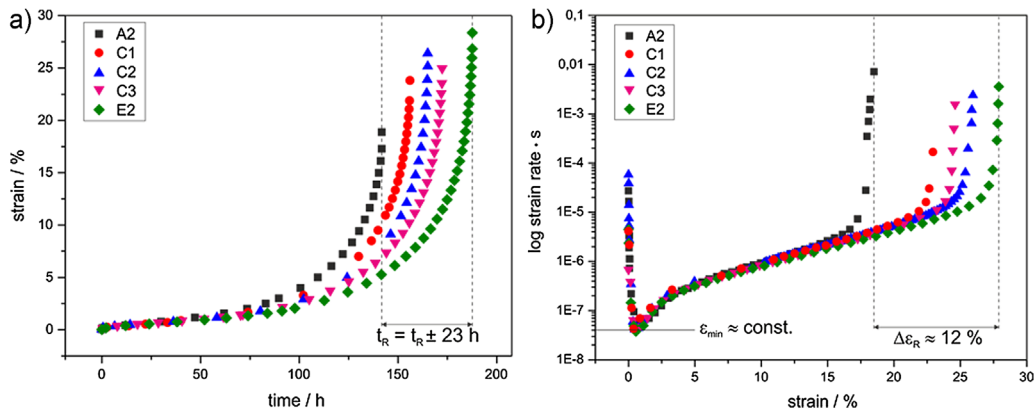 a)
A2
C1
C2
C3
E2
30
25
20
15
10
5
0
strain / %
0
50
100
150
200
time / h
t_R = t_R ± 23 h
b)
A2
C1
C2
C3
E2
0,1
0,01
1E-3
1E-4
1E-5
1E-6
1E-7
1E-8
log strain rate · s
0
5
10
15
20
25
30
strain / %
ε_min ≈ const.
Δε_R ≈ 12 %